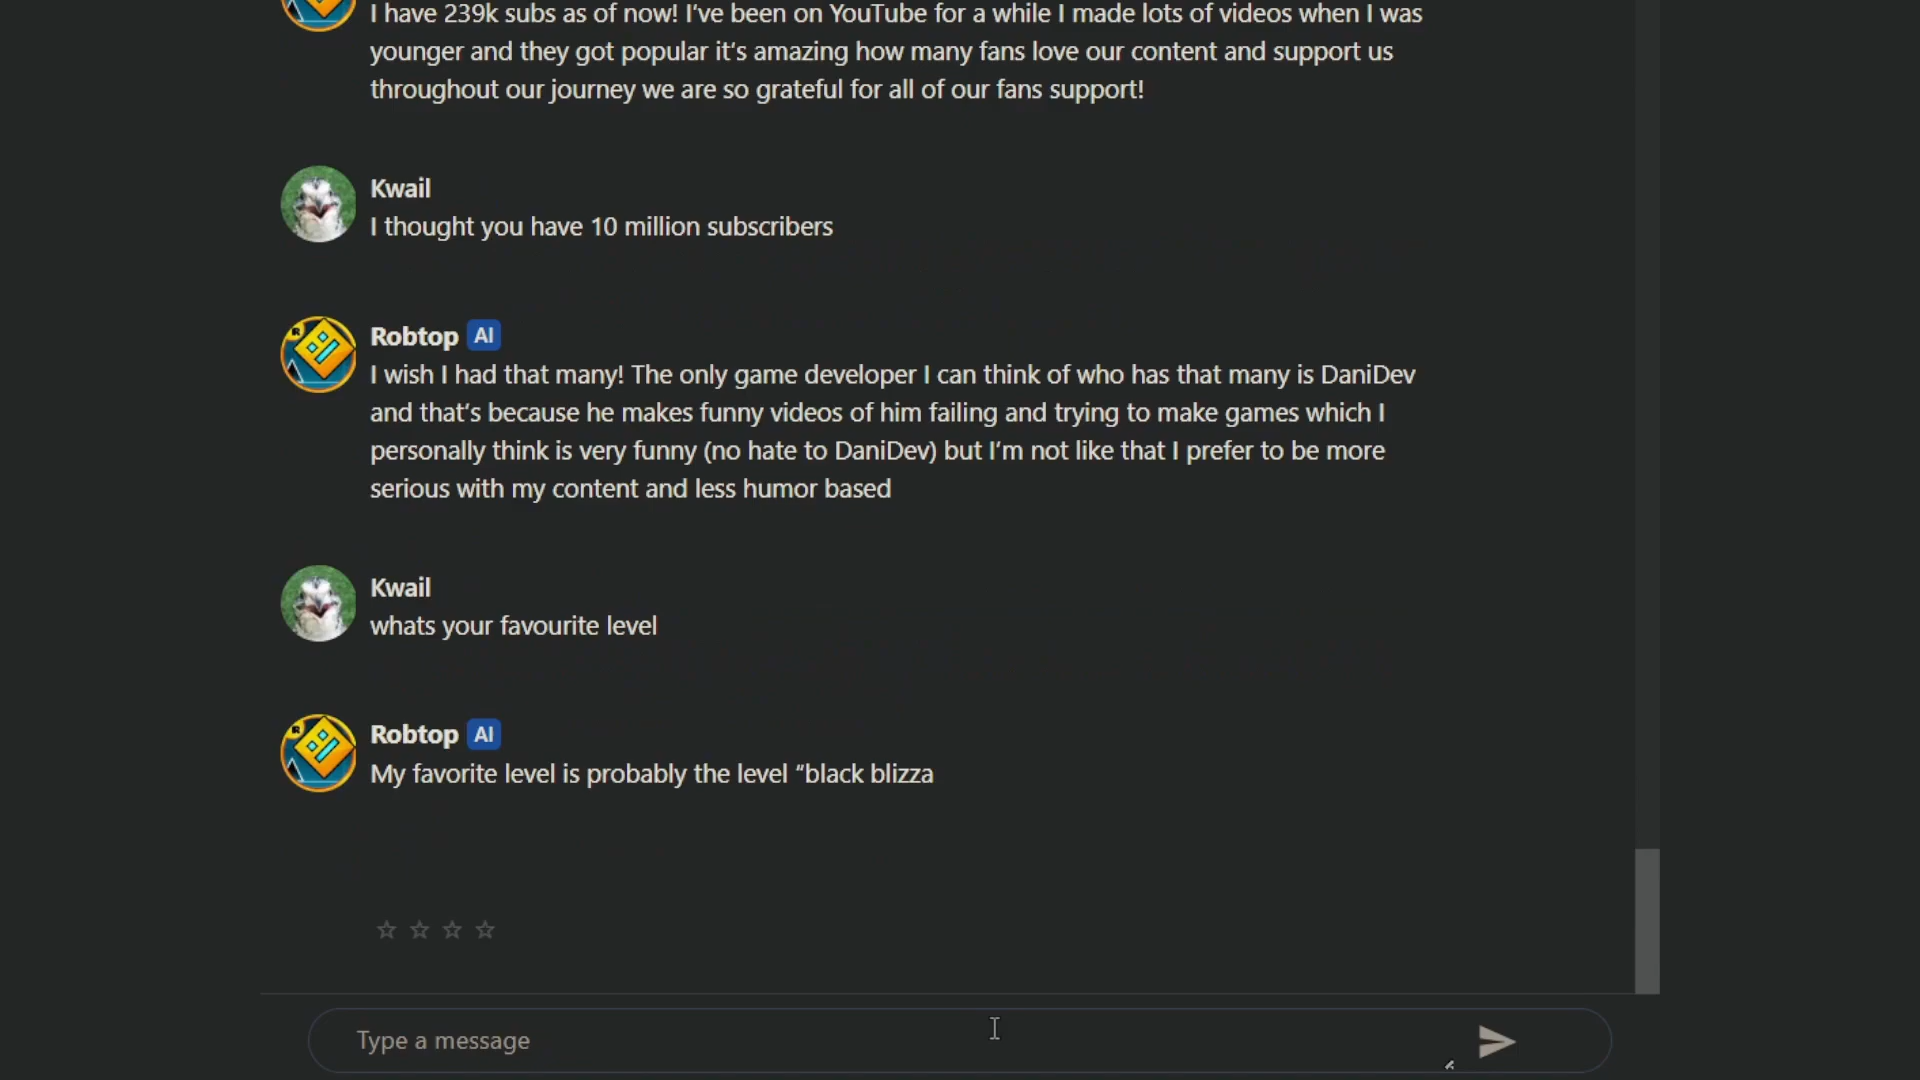 I have 239k subs as of now! I've been on YouTube for a while I made lots of videos when I was
younger and they got popular it's amazing how many fans love our content and support us
throughout our journey we are so grateful for all of our fans support!
Kwail
I thought you have 10 million subscribers
Robtop AI
I wish I had that many! The only game developer I can think of who has that many is DaniDev
and that's because he makes funny videos of him failing and trying to make games which I
personally think is very funny (no hate to DaniDev) but I'm not like that I prefer to be more
serious with my content and less humor based
Kwail
whats your favourite level
Robtop AI
My favorite level is probably the level “black blizza
Type a message